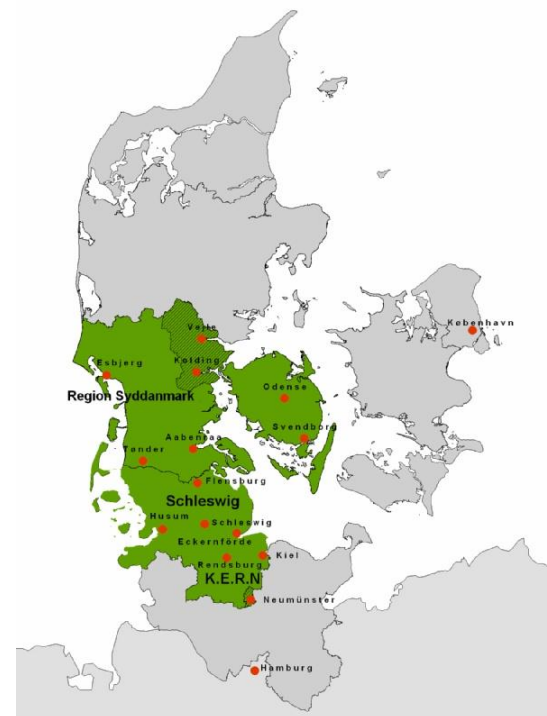 København
Vejle
Kolding
Esbjerg
Odense
Region Syddanmark
Svendborg
Aabenraa
Tønder
Flensburg
Schleswig
Husum
Schleswig
Eckernförde
Kiel
Rendsburg
K.E.R.N
Neumünster
Hamburg